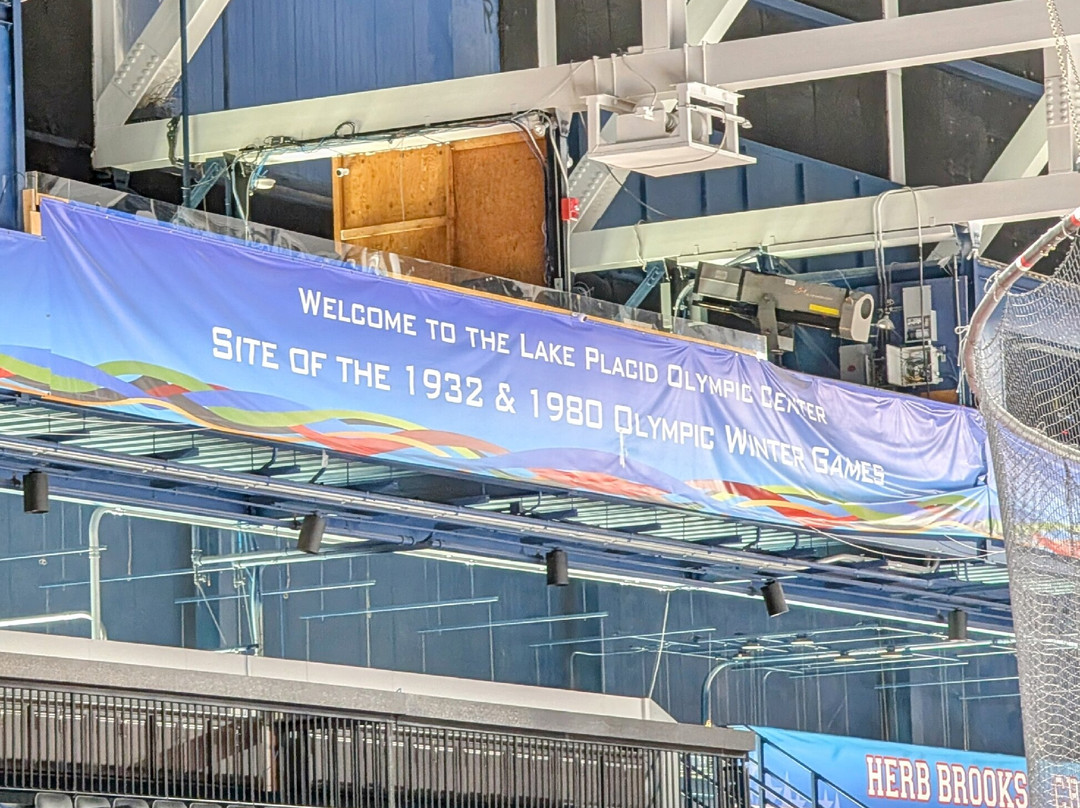 Welcome to the Lake Placid Olympic Center
Site of the 1932 & 1980 Olympic Winter Games
HERB BROOKS